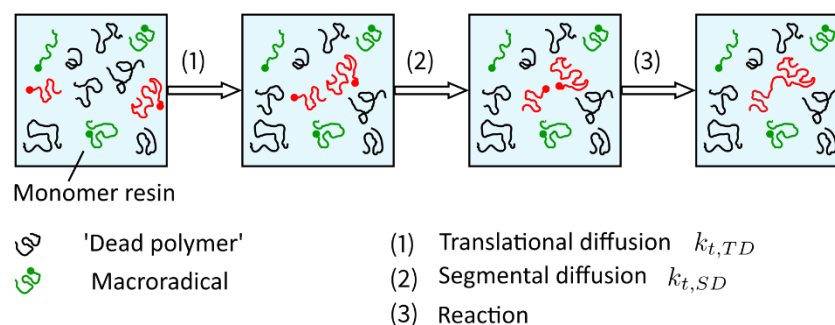 (1) (2) (3)
Monomer resin
'Dead polymer'
Macroradical
(1) Translational diffusion k_{t,TD}
(2) Segmental diffusion k_{t,SD}
(3) Reaction